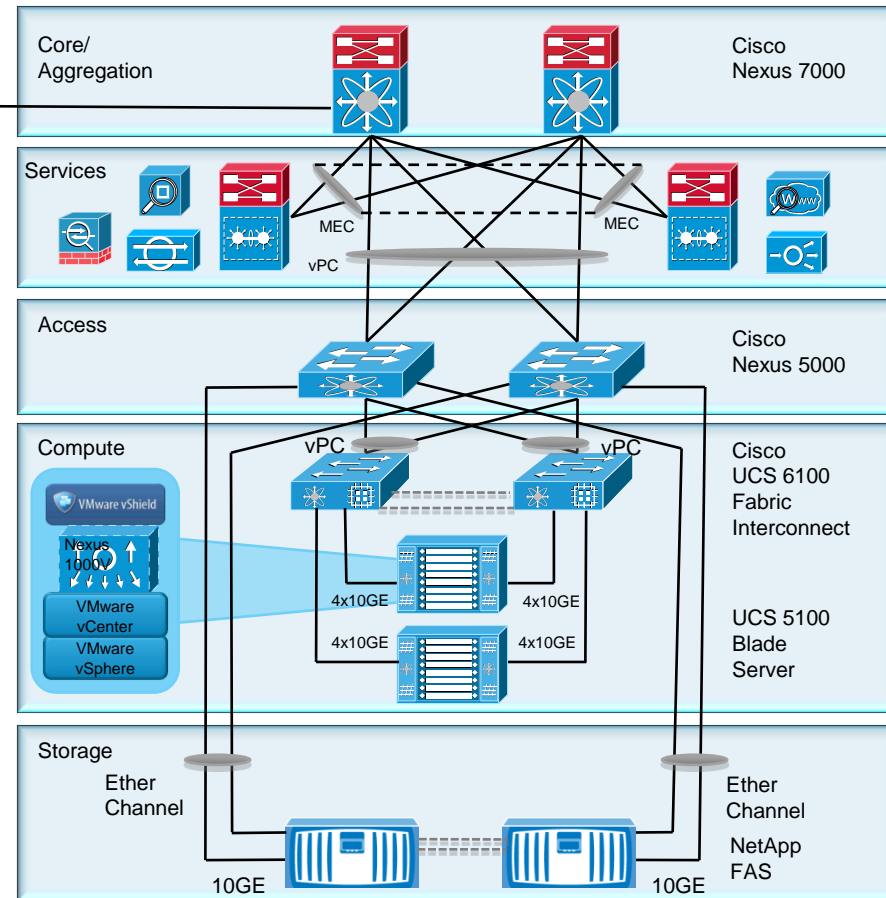 Core/
Aggregation
Cisco
Nexus 7000
Services
MEC
MEC
vPC
Www
Access
Cisco
Nexus 5000
Compute
vPC
vPC
Cisco
UCS 6100
Fabric
Interconnect
VMware vShield
Nexus
1000V
VMware
vCenter
VMware
vSphere
4x10GE
4x10GE
4x10GE
4x10GE
UCS 5100
Blade
Server
Storage
Ether
Channel
Ether
Channel
NetApp
FAS
10GE
10GE